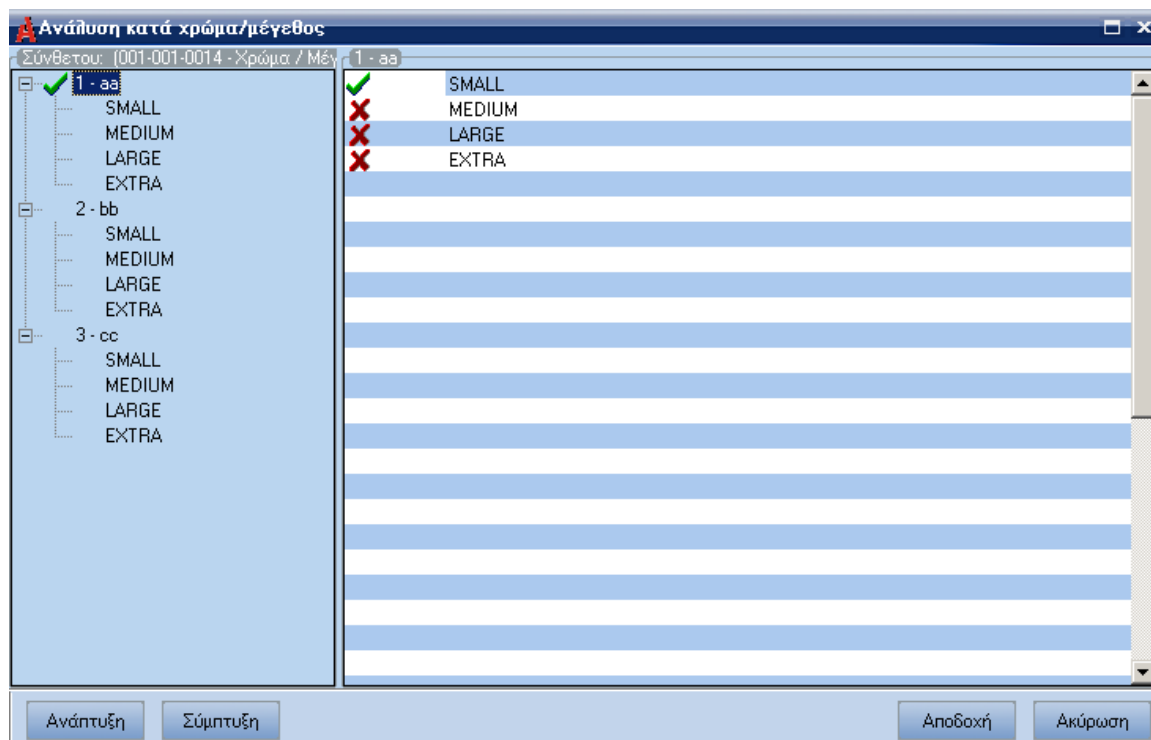 Ανάλυση κατά χρώμα/μέγεθος
Σύνθετου: (001-001-0014 - Χρώμα / Μέγ
1 - aa
SMALL
MEDIUM
LARGE
EXTRA
2 - bb
SMALL
MEDIUM
LARGE
EXTRA
3 - cc
SMALL
MEDIUM
LARGE
EXTRA
1 - aa
SMALL
MEDIUM
LARGE
EXTRA
Ανάπτυξη Σύμπτυξη Αποδοχή Ακύρωση